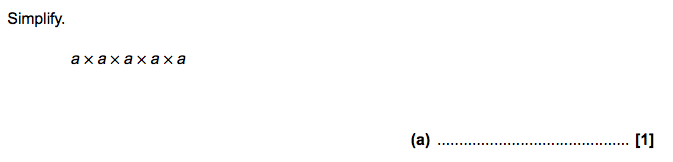 Simplify.
a × a × a × a × a
(a) ............................................ [1]